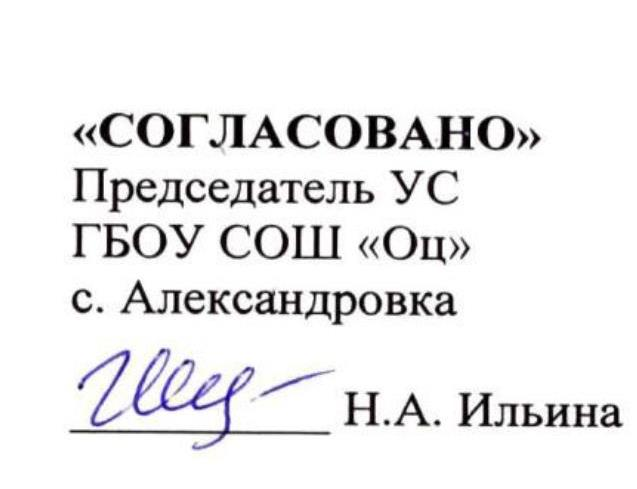 «СОГЛАСОВАНО»
Председатель УС
ГБОУ СОШ «Оц»
с. Александровка
Н.А. Ильина